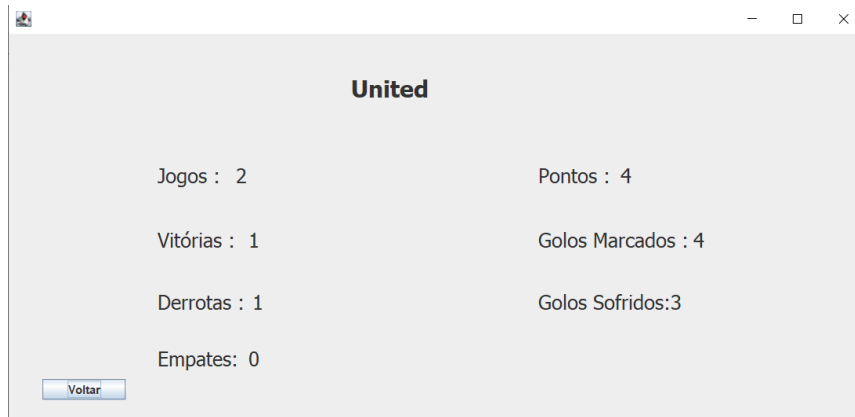 United
Jogos : 2
Pontos : 4
Vitórias : 1
Golos Marcados : 4
Derrotas : 1
Golos Sofridos:3
Empates: 0
Voltar